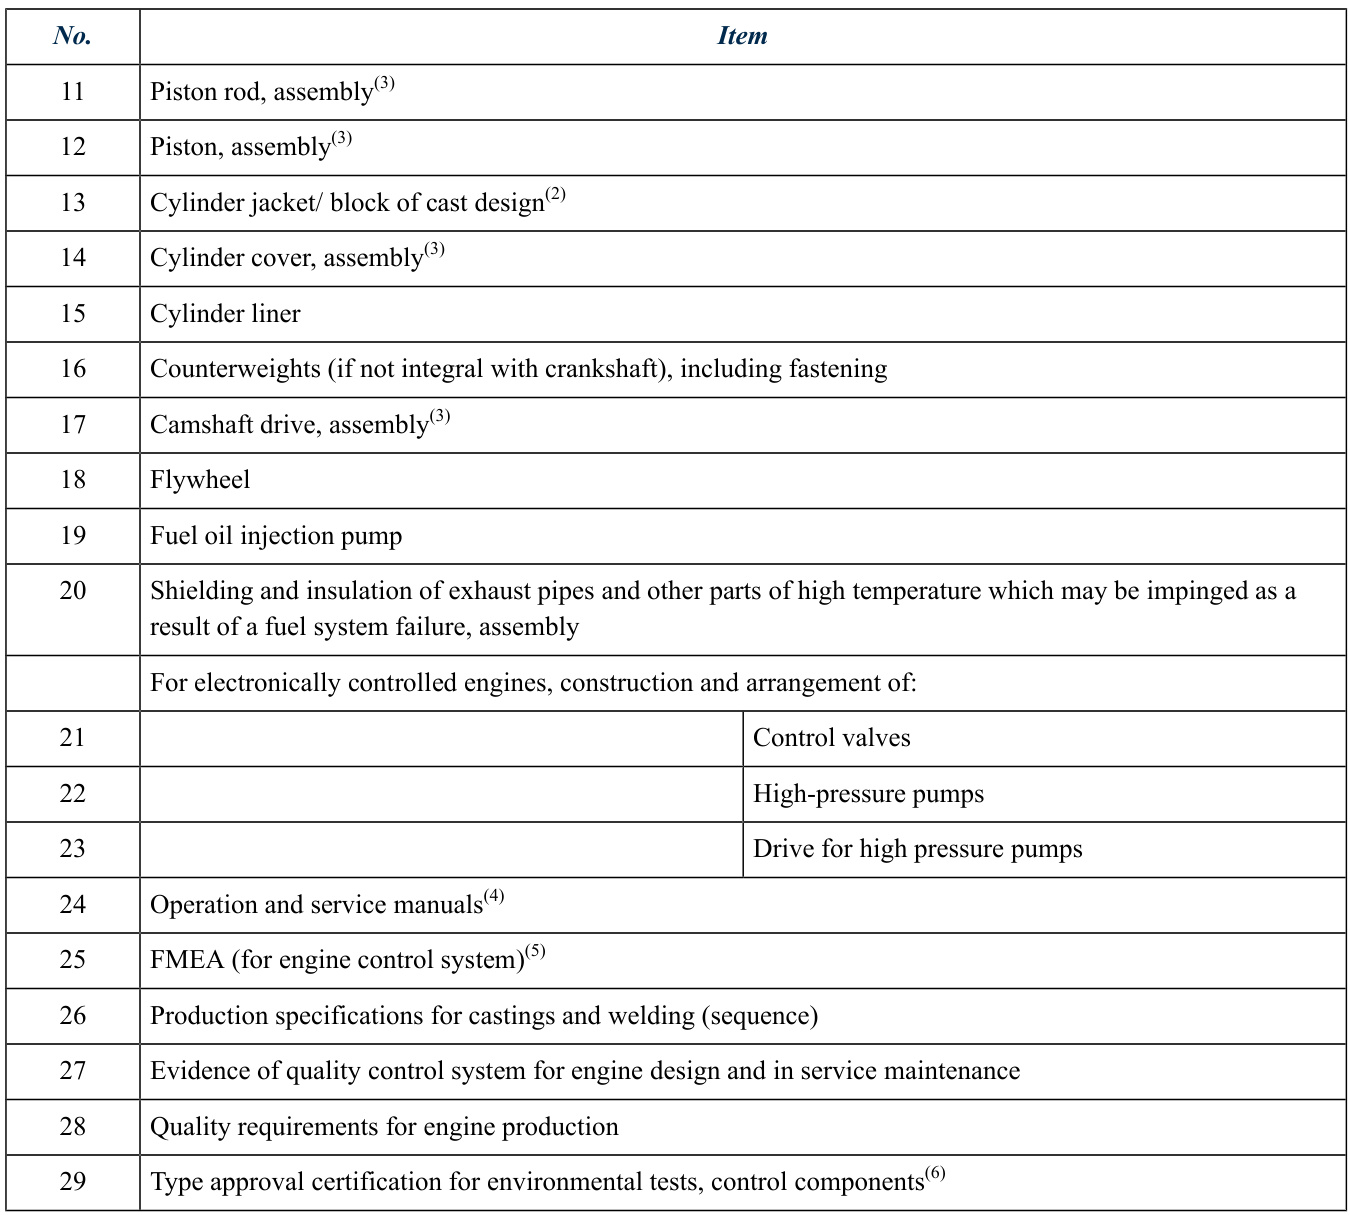 No. Item
11 Piston rod, assembly(3)
12 Piston, assembly(3)
13 Cylinder jacket/ block of cast design(2)
14 Cylinder cover, assembly(3)
15 Cylinder liner
16 Counterweights (if not integral with crankshaft), including fastening
17 Camshaft drive, assembly(3)
18 Flywheel
19 Fuel oil injection pump
20 Shielding and insulation of exhaust pipes and other parts of high temperature which may be impinged as a
result of a fuel system failure, assembly
For electronically controlled engines, construction and arrangement of:
21 Control valves
22 High-pressure pumps
23 Drive for high pressure pumps
24 Operation and service manuals(4)
25 FMEA (for engine control system)(5)
26 Production specifications for castings and welding (sequence)
27 Evidence of quality control system for engine design and in service maintenance
28 Quality requirements for engine production
29 Type approval certification for environmental tests, control components(6)